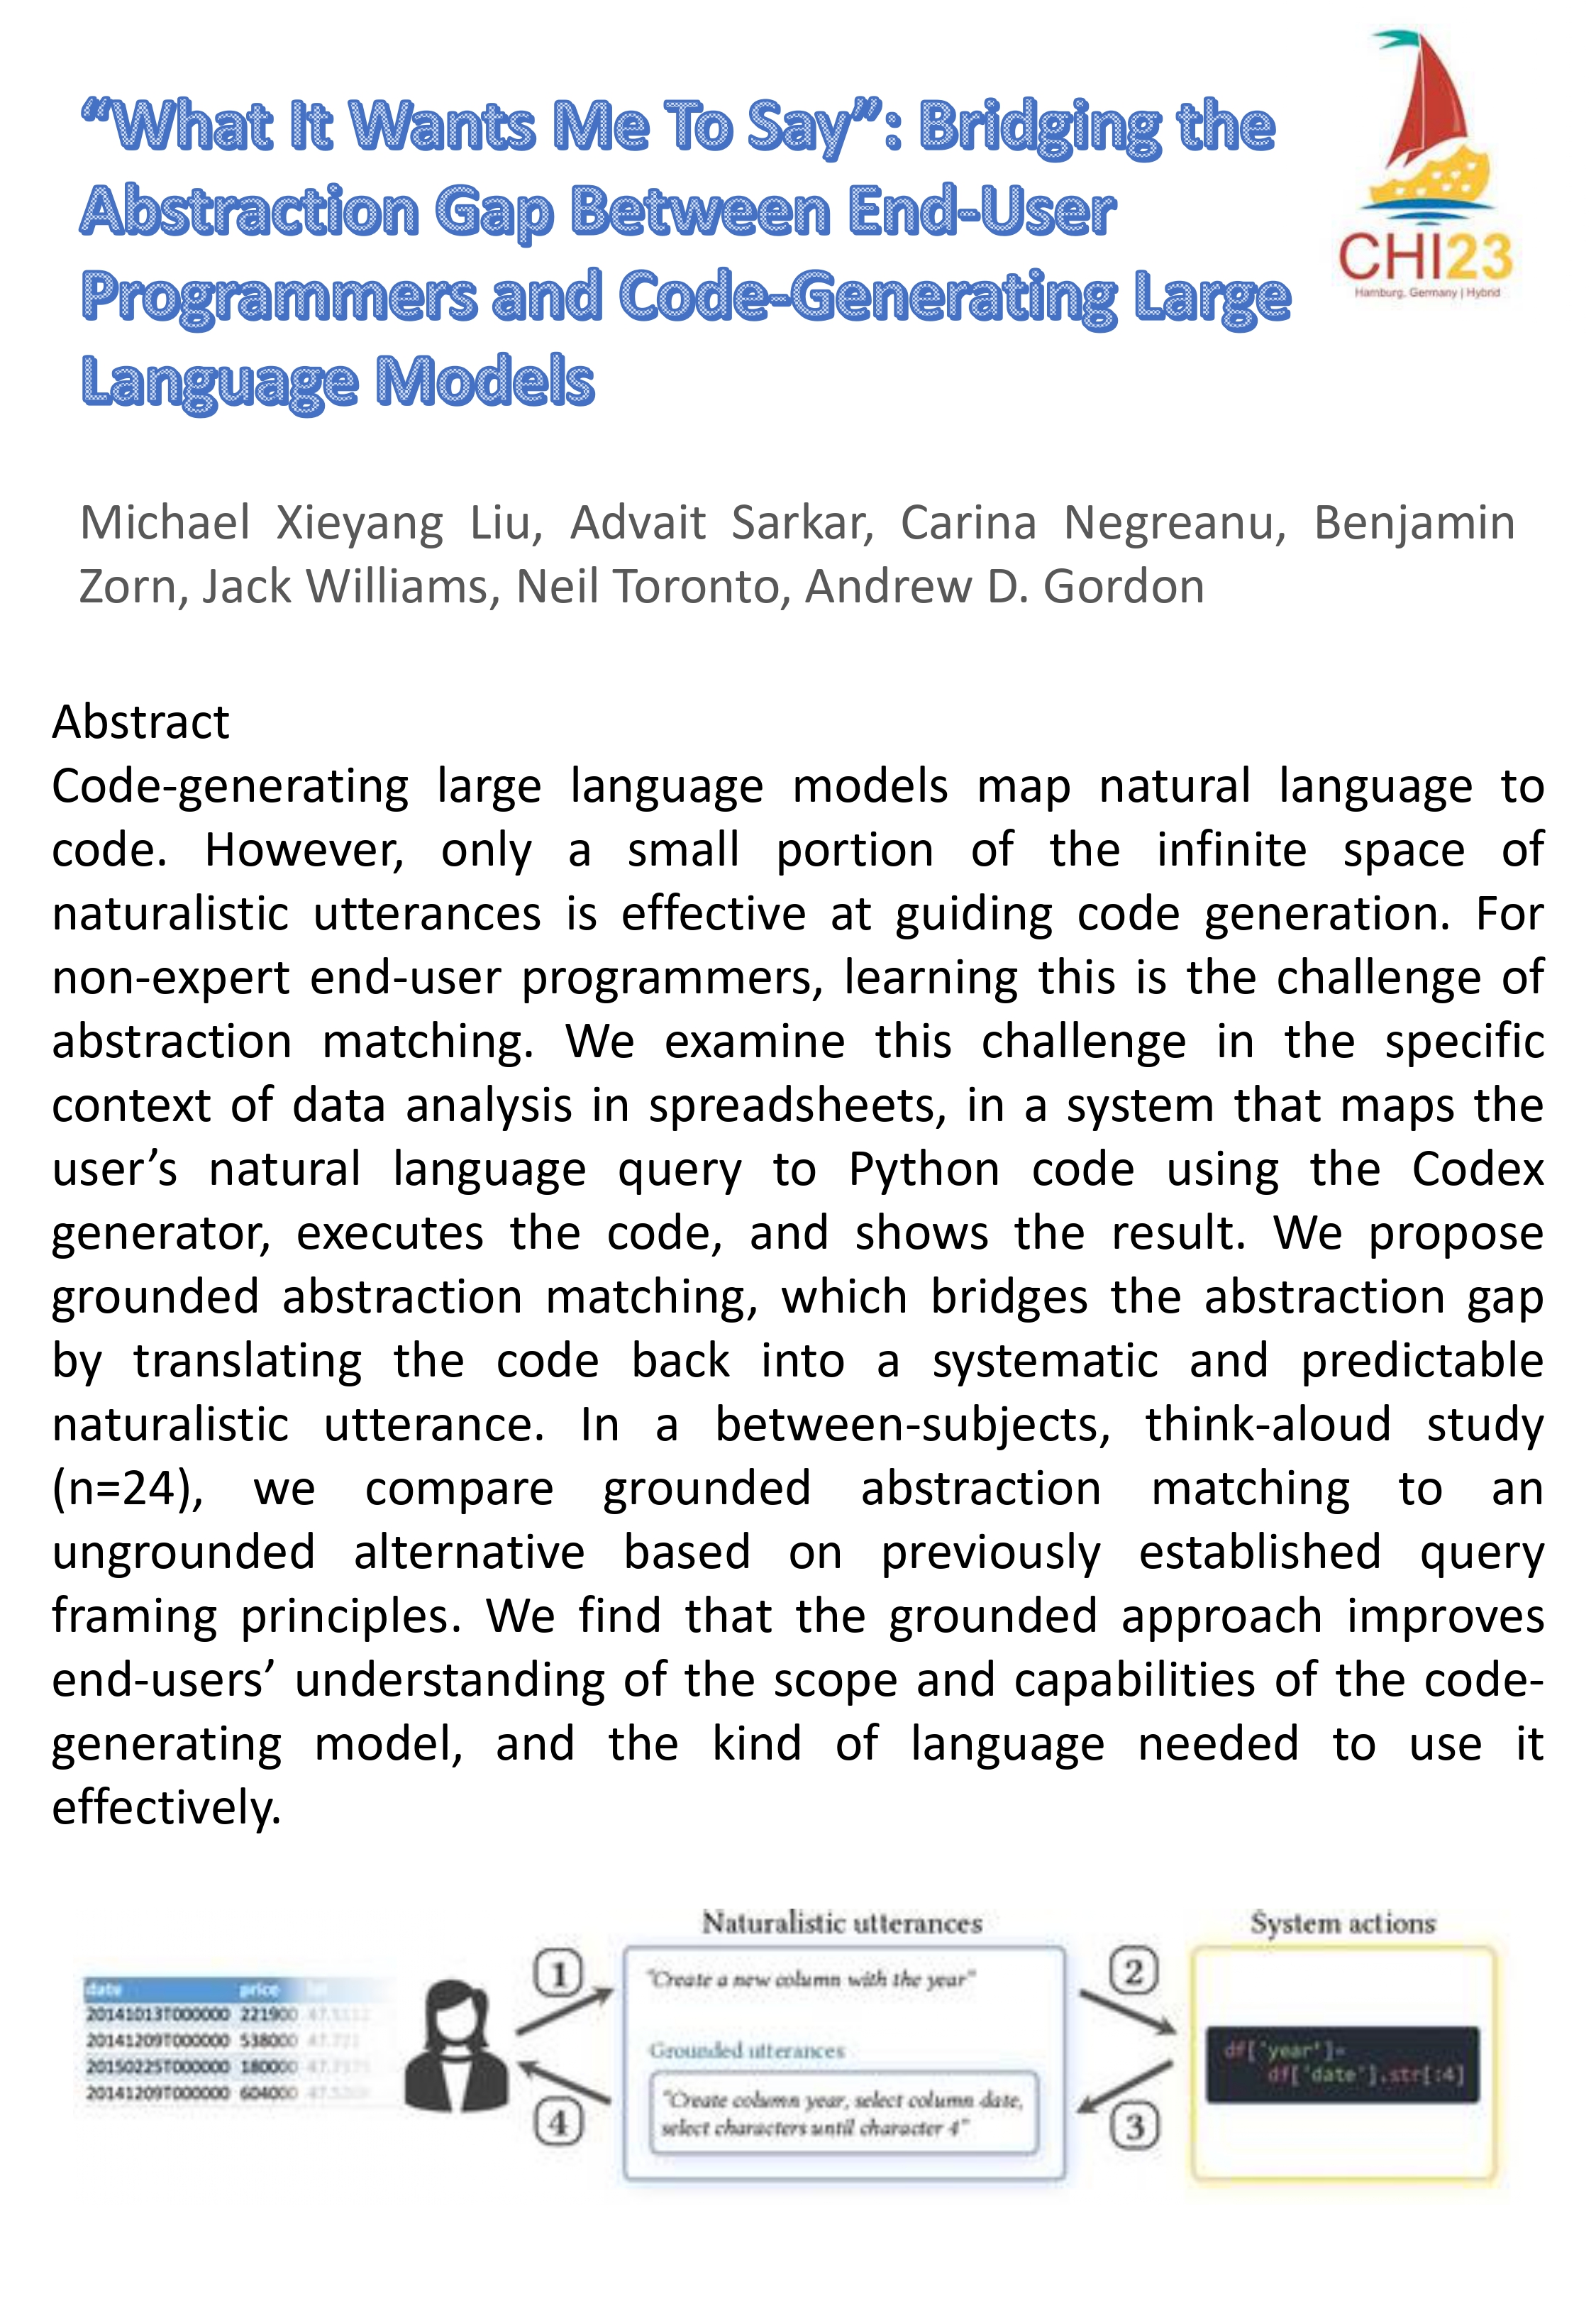 “What It Wants Me To Say”: Bridging the
Abstraction Gap Between End-User
Programmers and Code-Generating Large
Language Models
CHI23
Hamburg, Germany | Hybrid
Michael Xieyang Liu, Advait Sarkar, Carina Negreanu, Benjamin
Zorn, Jack Williams, Neil Toronto, Andrew D. Gordon
Abstract
Code-generating large language models map natural language to
code. However, only a small portion of the infinite space of
naturalistic utterances is effective at guiding code generation. For
non-expert end-user programmers, learning this is the challenge of
abstraction matching. We examine this challenge in the specific
context of data analysis in spreadsheets, in a system that maps the
user’s natural language query to Python code using the Codex
generator, executes the code, and shows the result. We propose
grounded abstraction matching, which bridges the abstraction gap
by translating the code back into a systematic and predictable
naturalistic utterance. In a between-subjects, think-aloud study
(n=24), we compare grounded abstraction matching to an
ungrounded alternative based on previously established query
framing principles. We find that the grounded approach improves
end-users’ understanding of the scope and capabilities of the code-
generating model, and the kind of language needed to use it
effectively.
date price
20141013T000000 221900
20141209T000000 538000
20150225T000000 180000
20141209T000000 604000
1
4
Naturalistic utterances
"Create a new column with the year"
Grounded utterances
"Create column year, select column date,
select characters until character 4"
2
3
System actions
df['year']=
df['date'].str[:4]